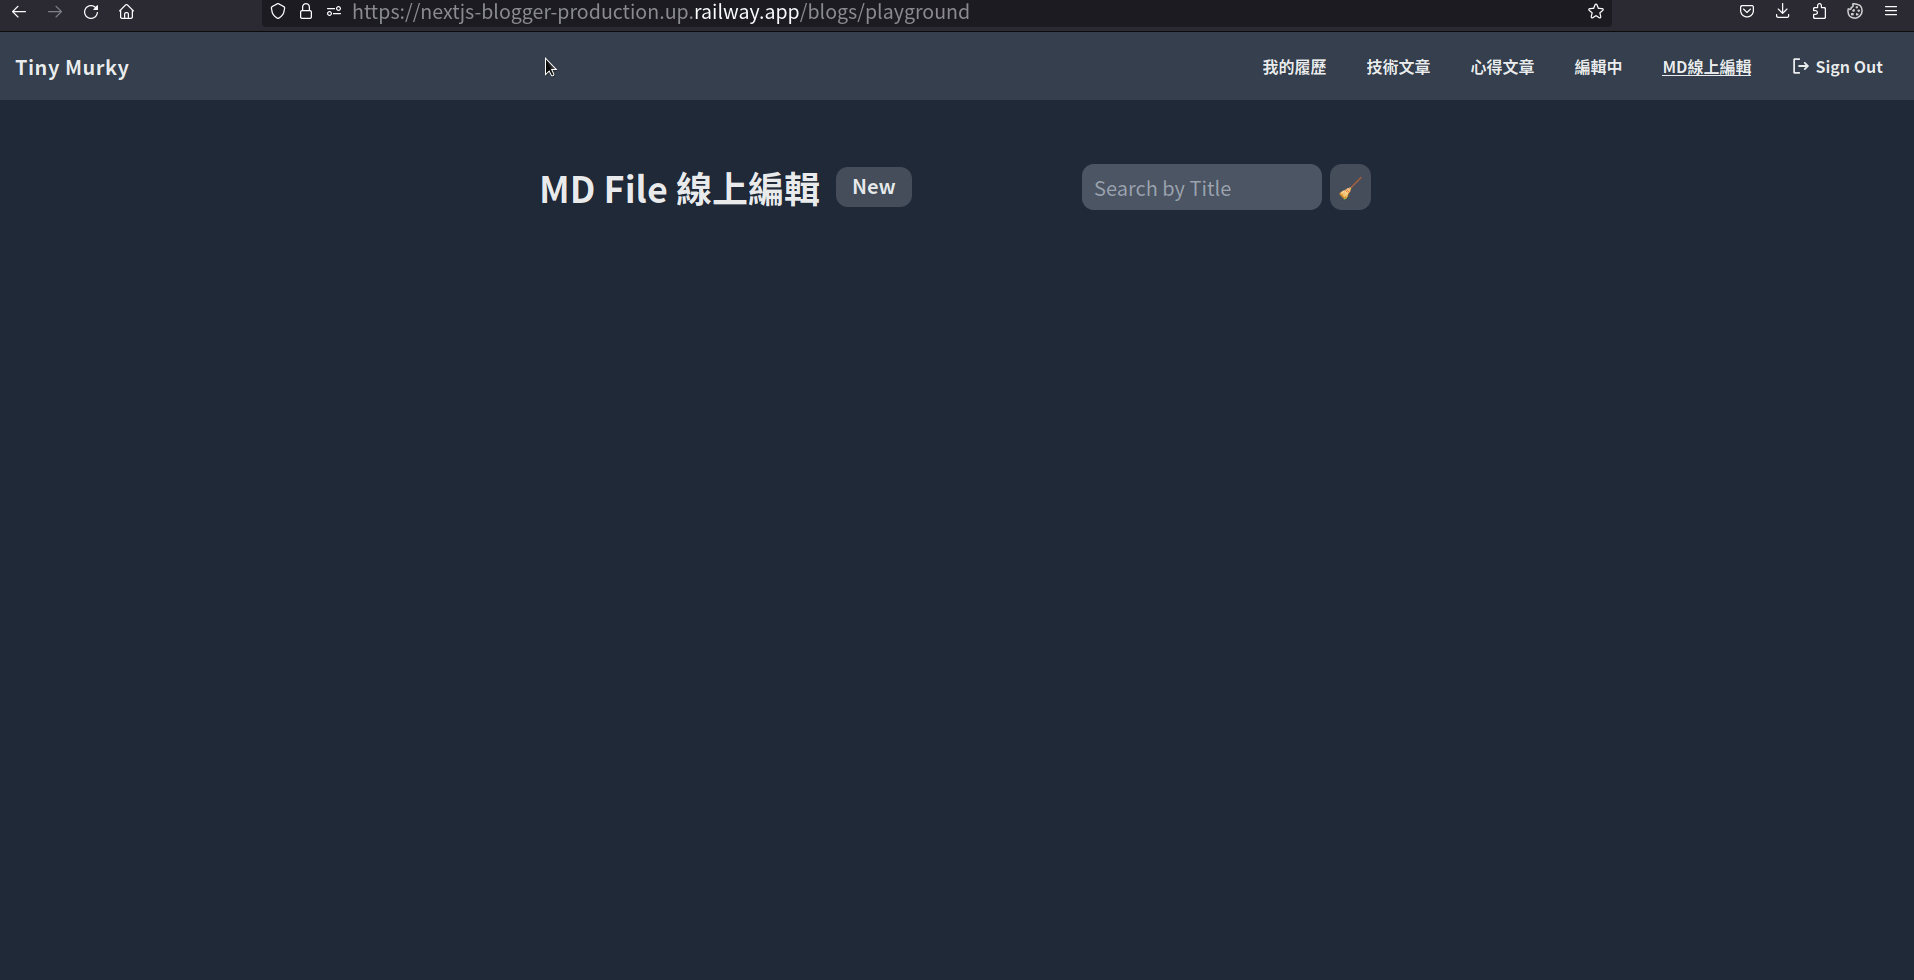 https://nextjs-blogger-production.up.railway.app/blogs/playground
Tiny Murky
我的履歷
技術文章
心得文章
編輯中
MD線上編輯
Sign Out
MD File 線上編輯
New
Search by Title